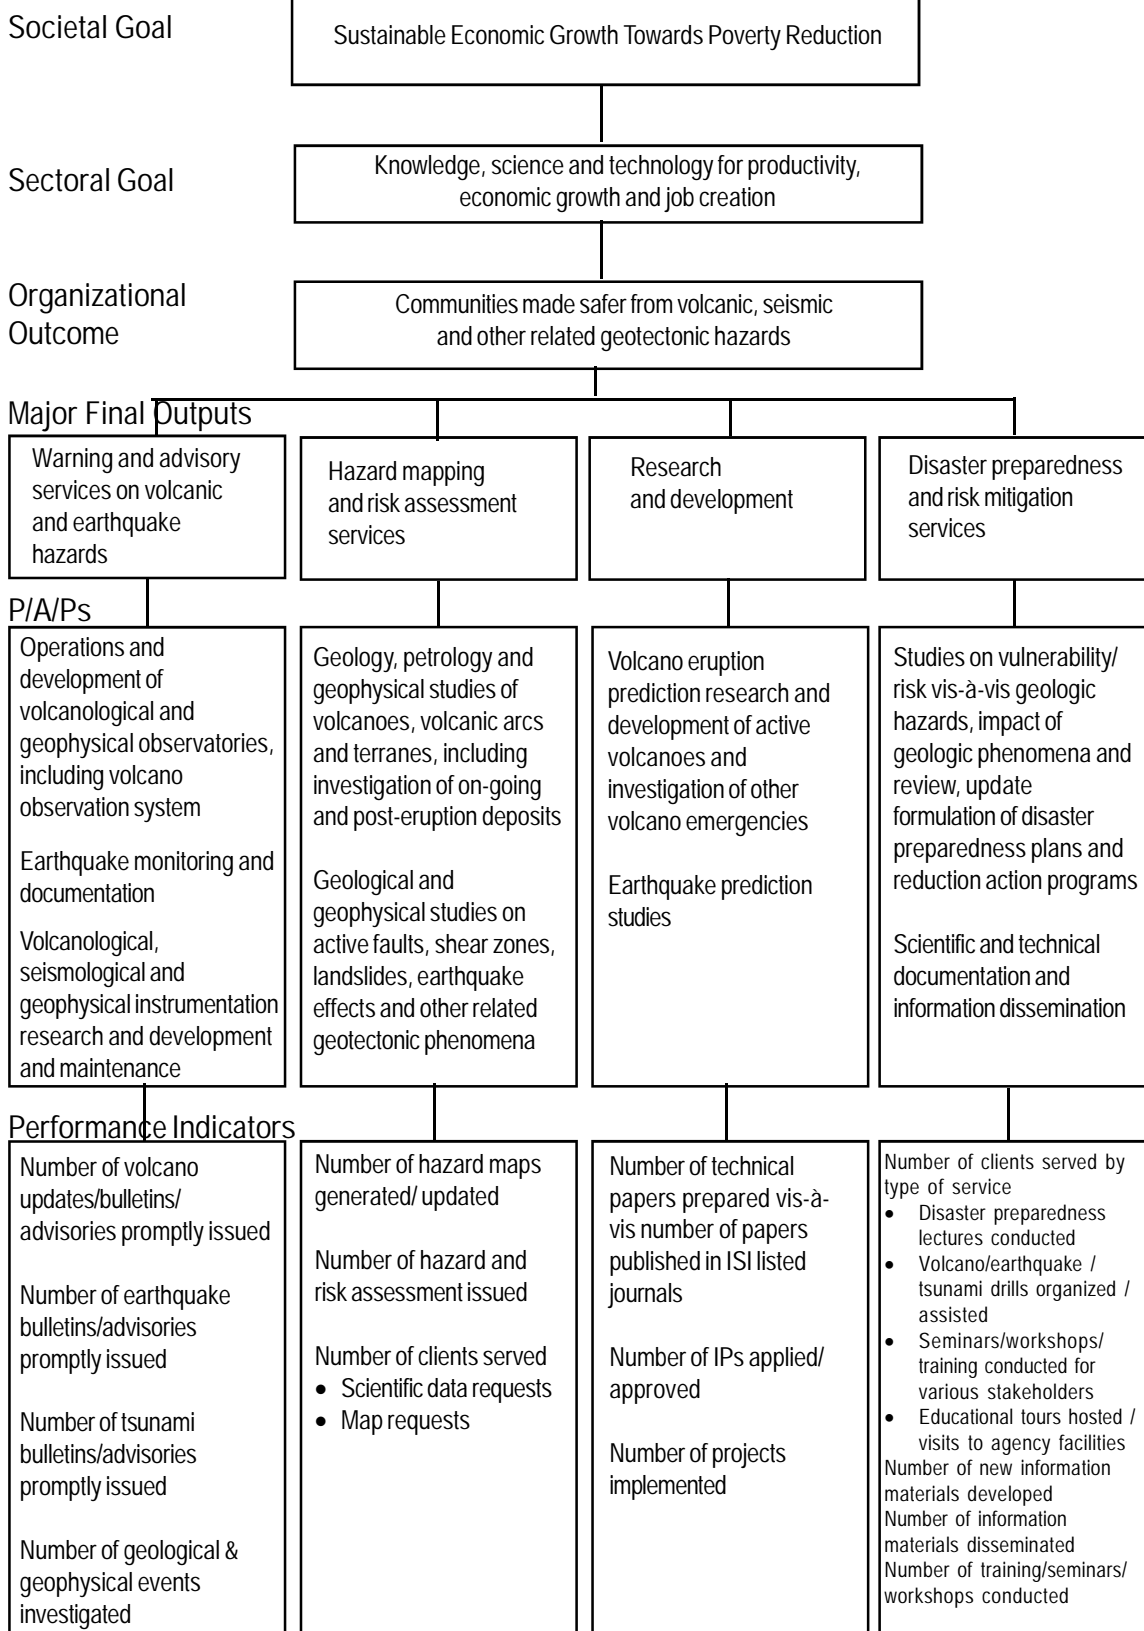 Societal Goal
Sustainable Economic Growth Towards Poverty Reduction
Sectoral Goal
Knowledge, science and technology for productivity,
economic growth and job creation
Organizational
Outcome
Communities made safer from volcanic, seismic
and other related geotectonic hazards
Major Final Outputs
Warning and advisory
services on volcanic
and earthquake
hazards
Hazard mapping
and risk assessment
services
Research
and development
Disaster preparedness
and risk mitigation
services
P/A/Ps
Operations and
development of
volcanological and
geophysical observatories,
including volcano
observation system
Earthquake monitoring and
documentation
Volcanological,
seismological and
geophysical instrumentation
research and development
and maintenance
Geology, petrology and
geophysical studies of
volcanoes, volcanic arcs
and terranes, including
investigation of on-going
and post-eruption deposits
Geological and
geophysical studies on
active faults, shear zones,
landslides, earthquake
effects and other related
geotectonic phenomena
Volcano eruption
prediction research and
development of active
volcanoes and
investigation of other
volcano emergencies
Earthquake prediction
studies
Studies on vulnerability/
risk vis-à-vis geologic
hazards, impact of
geologic phenomena and
review, update
formulation of disaster
preparedness plans and
reduction action programs
Scientific and technical
documentation and
information dissemination
Performance Indicators
Number of volcano
updates/bulletins/
advisories promptly issued
Number of earthquake
bulletins/advisories
promptly issued
Number of tsunami
bulletins/advisories
promptly issued
Number of geological &
geophysical events
investigated
Number of hazard maps
generated/ updated
Number of hazard and
risk assessment issued
Number of clients served
• Scientific data requests
• Map requests
Number of technical
papers prepared vis-à-
vis number of papers
published in ISI listed
journals
Number of IPs applied/
approved
Number of projects
implemented
Number of clients served by
type of service
• Disaster preparedness
lectures conducted
• Volcano/earthquake /
tsunami drills organized /
assisted
• Seminars/workshops/
training conducted for
various stakeholders
• Educational tours hosted /
visits to agency facilities
Number of new information
materials developed
Number of information
materials disseminated
Number of training/seminars/
workshops conducted